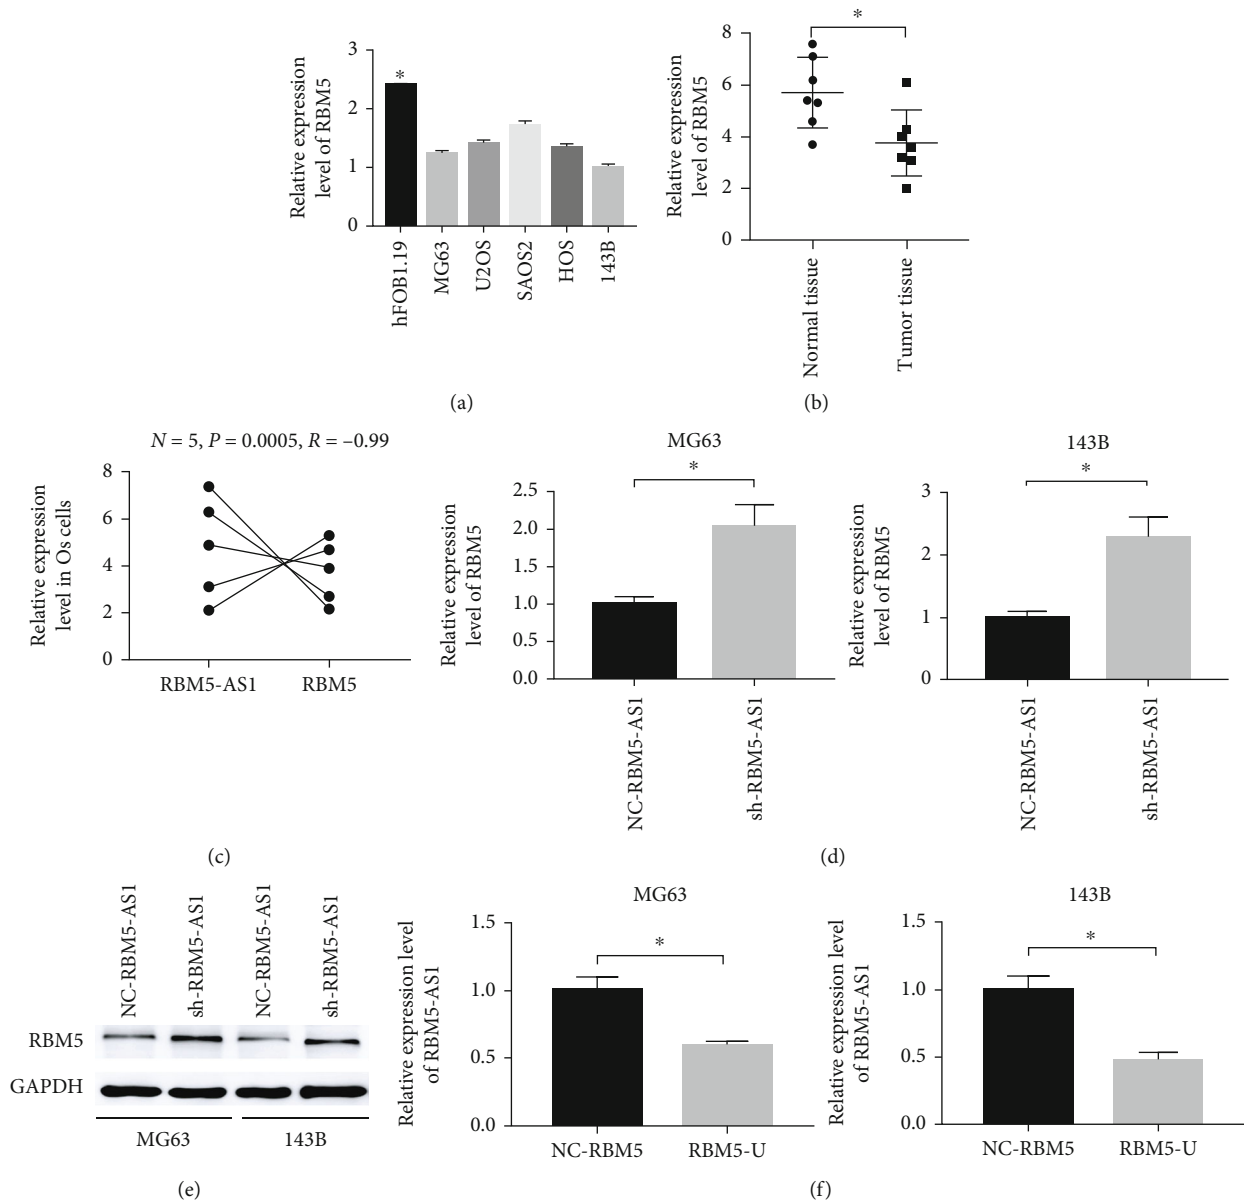 Relative expression
level of RBM5
3
2
1
0
*
hFOB1.19
MG63
U2OS
SAOS2
HOS
143B
(a)
Relative expression
level of RBM5
8
6
4
2
0
*
Normal tissue
Tumor tissue
(b)
N = 5, P = 0.0005, R = –0.99
Relative expression
level in Os cells
8
6
4
2
0
RBM5-AS1
RBM5
(c)
MG63
Relative expression
level of RBM5
2.5
2.0
1.5
1.0
0.5
0.0
*
NC-RBM5-AS1
sh-RBM5-AS1
143B
Relative expression
level of RBM5
3
2
1
0
*
NC-RBM5-AS1
sh-RBM5-AS1
(d)
NC-RBM5-AS1
sh-RBM5-AS1
NC-RBM5-AS1
sh-RBM5-AS1
RBM5
GAPDH
MG63
143B
(e)
MG63
Relative expression level
of RBM5-AS1
1.5
1.0
0.5
0.0
*
NC-RBM5
RBM5-U
143B
Relative expression level
of RBM5-AS1
1.5
1.0
0.5
0.0
*
NC-RBM5
RBM5-U
(f)